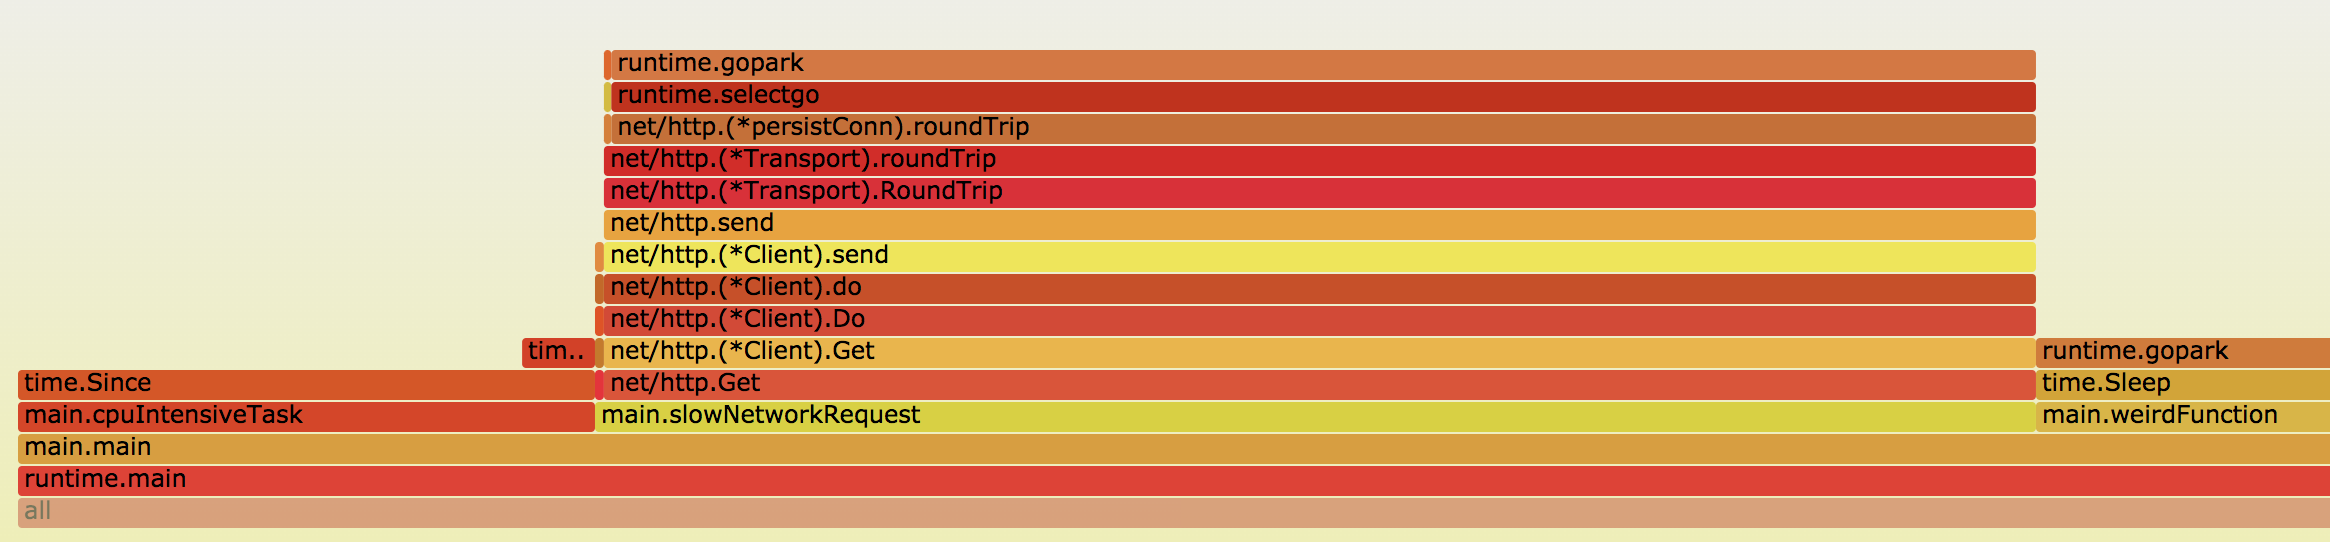 runtime.gopark
runtime.selectgo
net/http.(*persistConn).roundTrip
net/http.(*Transport).roundTrip
net/http.(*Transport).RoundTrip
net/http.send
net/http.(*Client).send
net/http.(*Client).do
net/http.(*Client).Do
tim.. net/http.(*Client).Get runtime.gopark
time.Since net/http.Get time.Sleep
main.cpuIntensiveTask main.slowNetworkRequest main.weirdFunction
main.main
runtime.main
all